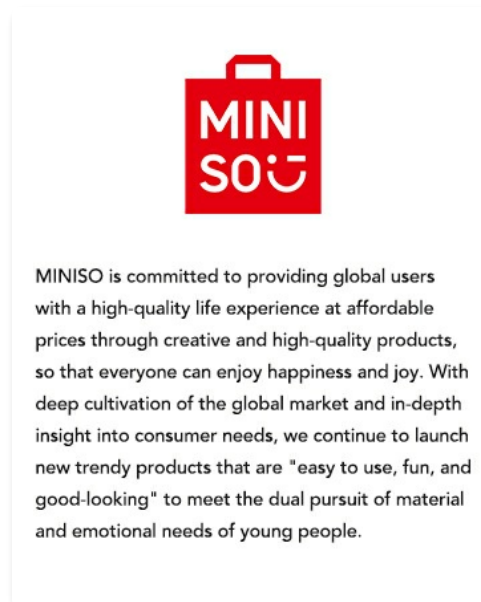 MINI
SO
MINISO is committed to providing global users
with a high-quality life experience at affordable
prices through creative and high-quality products,
so that everyone can enjoy happiness and joy. With
deep cultivation of the global market and in-depth
insight into consumer needs, we continue to launch
new trendy products that are "easy to use, fun, and
good-looking" to meet the dual pursuit of material
and emotional needs of young people.